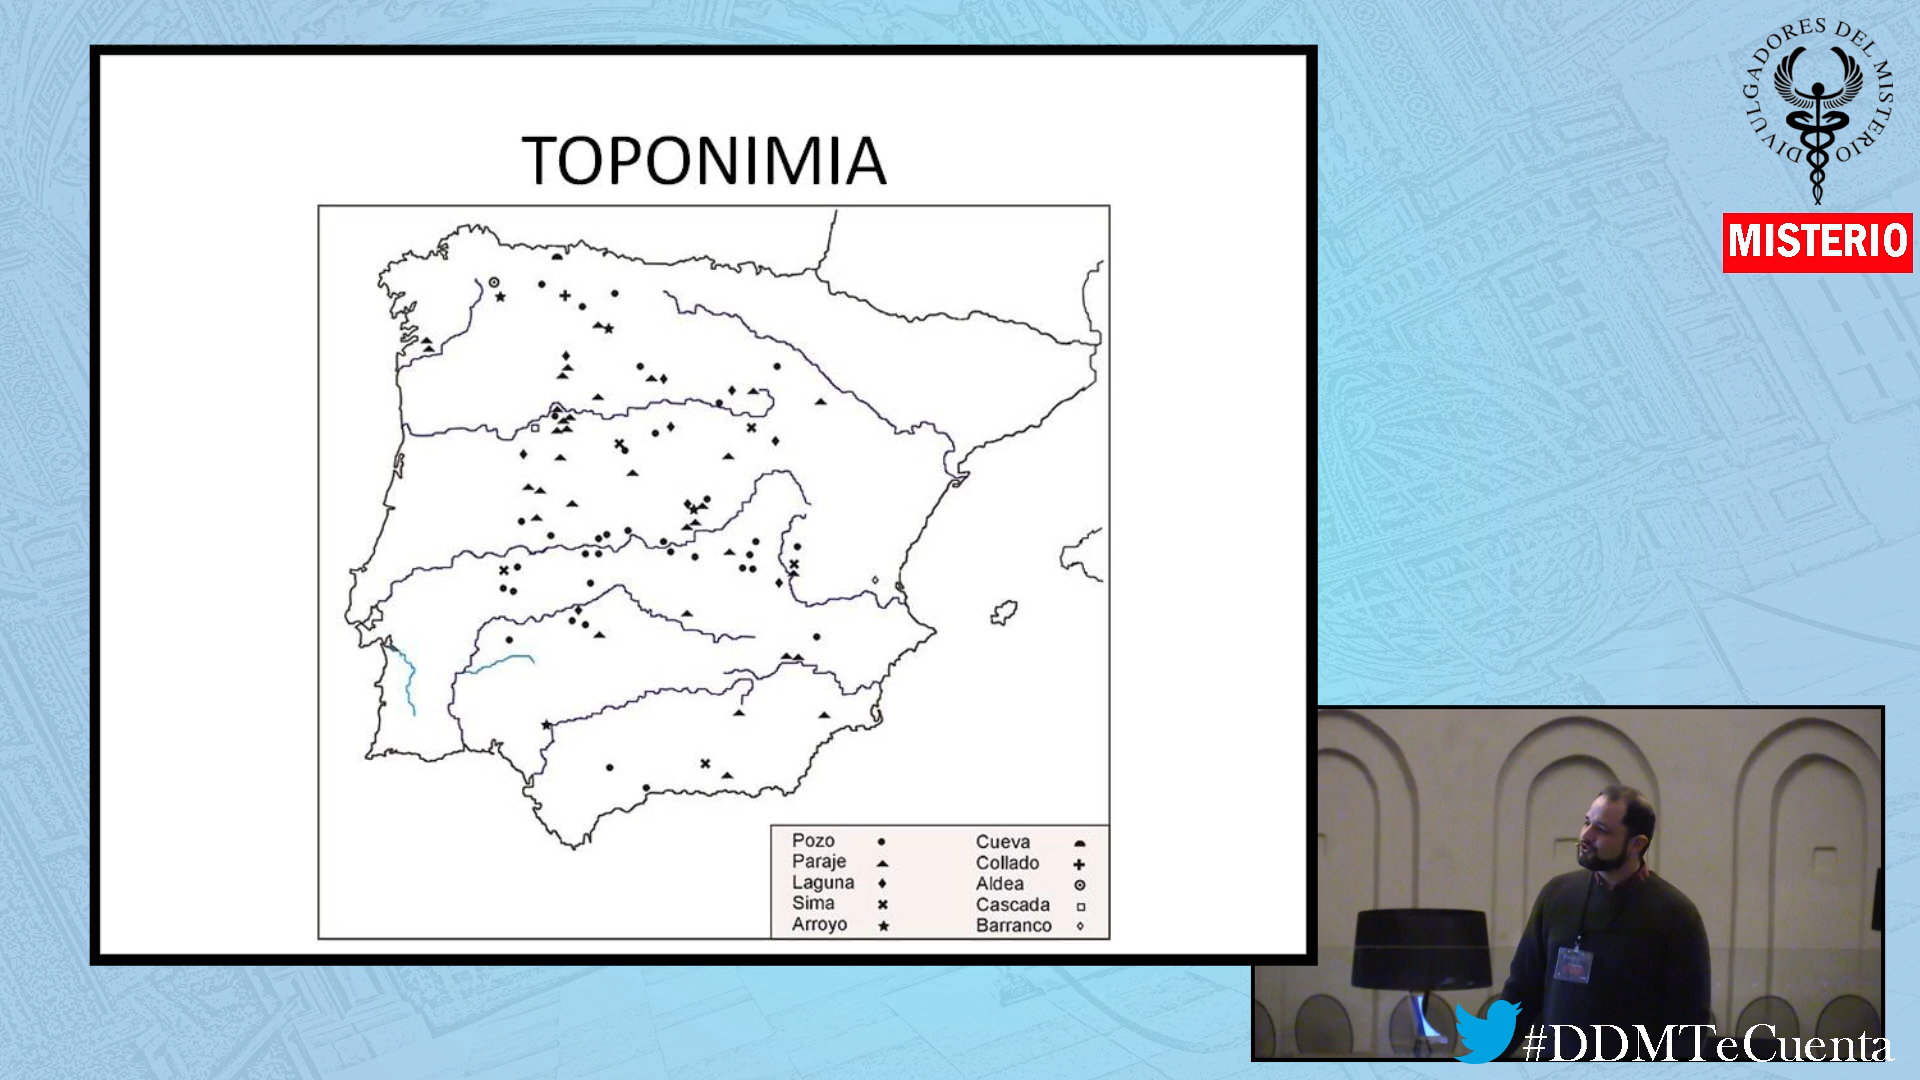 TOPONIMIA
Pozo
Paraje
Laguna
Sima
Arroyo
Cueva
Collado
Aldea
Cascada
Barranco
DIVULGADORES DEL MISTERIO
MISTERIO
#DDMTeCuenta